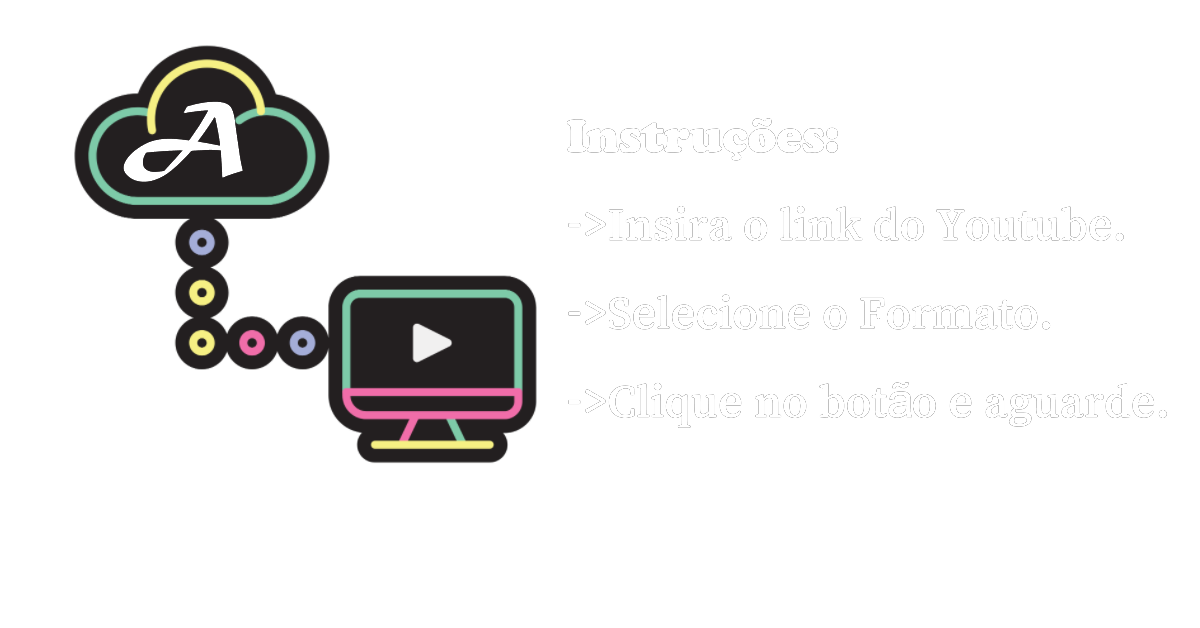 A
Instruções:
->Insira o link do Youtube.
->Selecione o Formato.
->Clique no botão e aguarde.